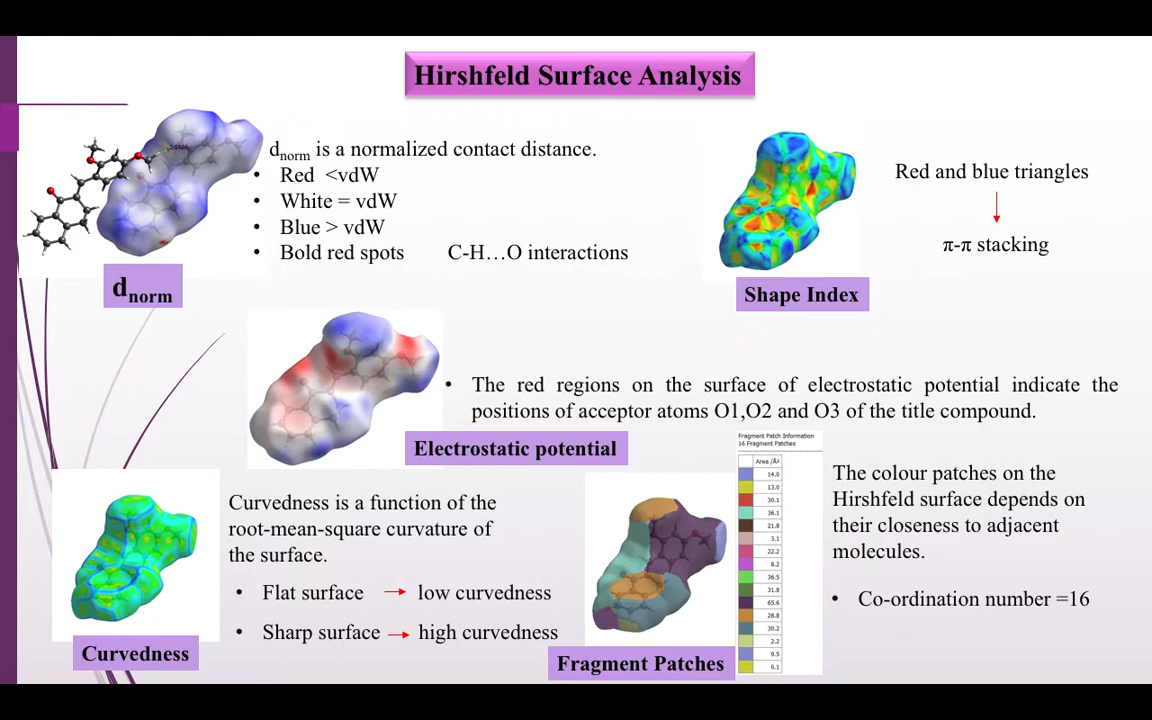 Hirshfeld Surface Analysis
dnorm is a normalized contact distance.
• Red <vdW
• White = vdW
• Blue > vdW
• Bold red spots C-H…O interactions
dnorm
Red and blue triangles
π-π stacking
Shape Index
• The red regions on the surface of electrostatic potential indicate the
positions of acceptor atoms O1,O2 and O3 of the title compound.
Electrostatic potential
Curvedness is a function of the
root-mean-square curvature of
the surface.
• Flat surface → low curvedness
• Sharp surface → high curvedness
Curvedness
Fragment Patches
Fragment Patch Information
16 Fragment Patches
Area /Å²
14.0
13.0
30.1
36.1
21.8
3.1
22.2
8.2
36.5
31.8
65.6
28.8
30.2
2.2
9.5
0.1
The colour patches on the
Hirshfeld surface depends on
their closeness to adjacent
molecules.
• Co-ordination number =16